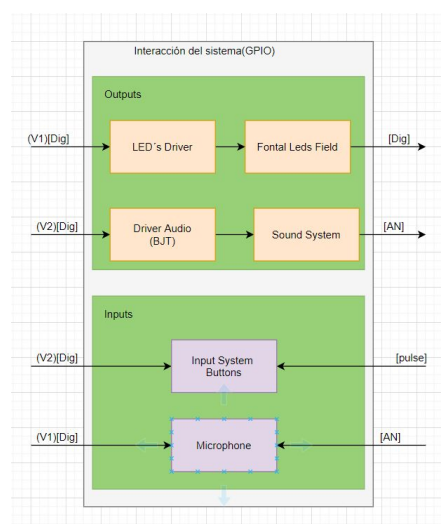 Interacción del sistema(GPIO)
Outputs
(V1)[Dig]
LED´s Driver
Fontal Leds Field
[Dig]
(V2)[Dig]
Driver Audio
(BJT)
Sound System
[AN]
Inputs
(V2)[Dig]
Input System
Buttons
[pulse]
(V1)[Dig]
Microphone
[AN]